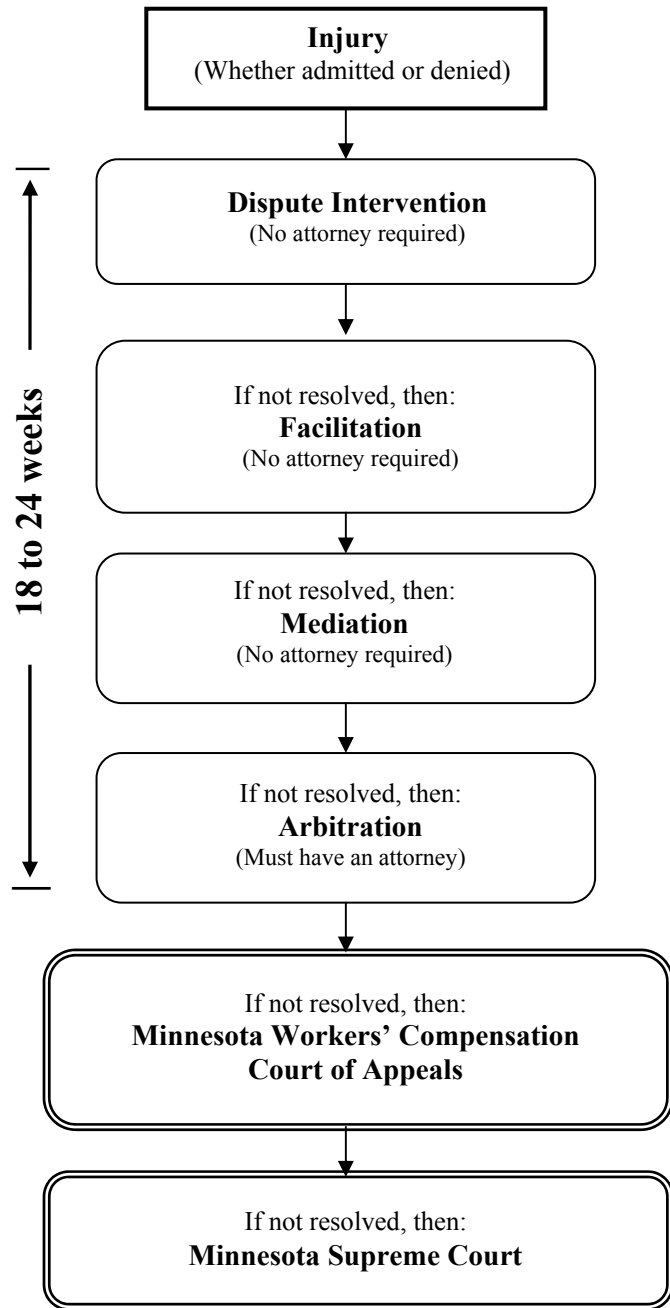 Injury
(Whether admitted or denied)
Dispute Intervention
(No attorney required)
If not resolved, then:
Facilitation
(No attorney required)
18 to 24 weeks
If not resolved, then:
Mediation
(No attorney required)
If not resolved, then:
Arbitration
(Must have an attorney)
If not resolved, then:
Minnesota Workers’ Compensation
Court of Appeals
If not resolved, then:
Minnesota Supreme Court